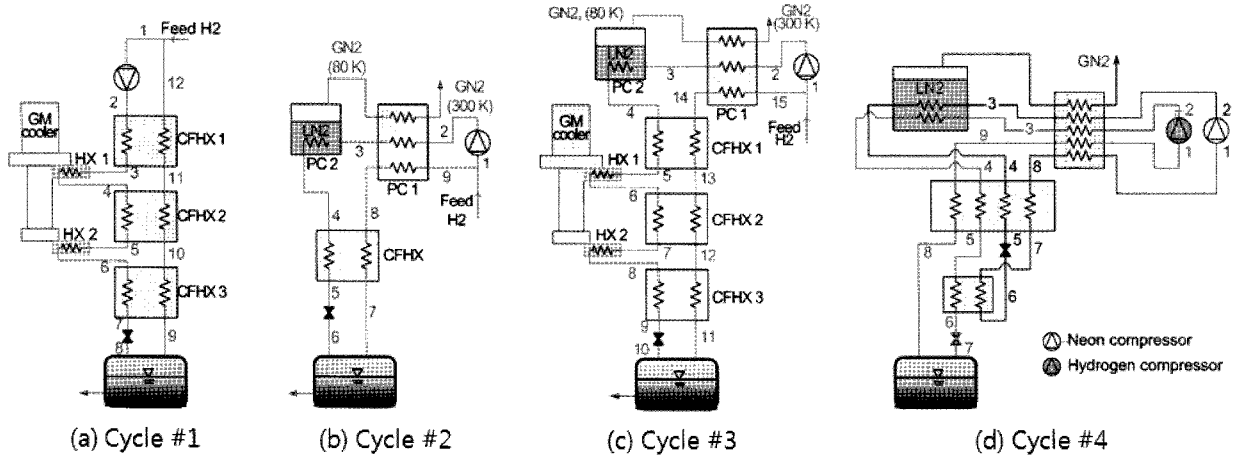 1
Feed H2
12
2
GM
cooler
CFHX 1
HX 1
3
11
4
CFHX 2
HX 2
5
10
6
CFHX 3
7
9
8
(a) Cycle #1
GN2
(80 K)
GN2
(300 K)
LN2
2
PC 2
3
1
9
PC 1
Feed
H2
4
8
CFHX
5
7
6
(b) Cycle #2
GN2, (80 K)
GN2
(300 K)
LN2
3
2
PC 2
1
14
15
4
PC 1
Feed
H2
GM
cooler
CFHX 1
HX 1
5
13
6
CFHX 2
HX 2
7
12
8
CFHX 3
9
11
10
(c) Cycle #3
GN2
LN2
3
2
2
3
9
1
1
4
4
4
8
5
5
7
8
6
6
7
Neon compressor
Hydrogen compressor
(d) Cycle #4